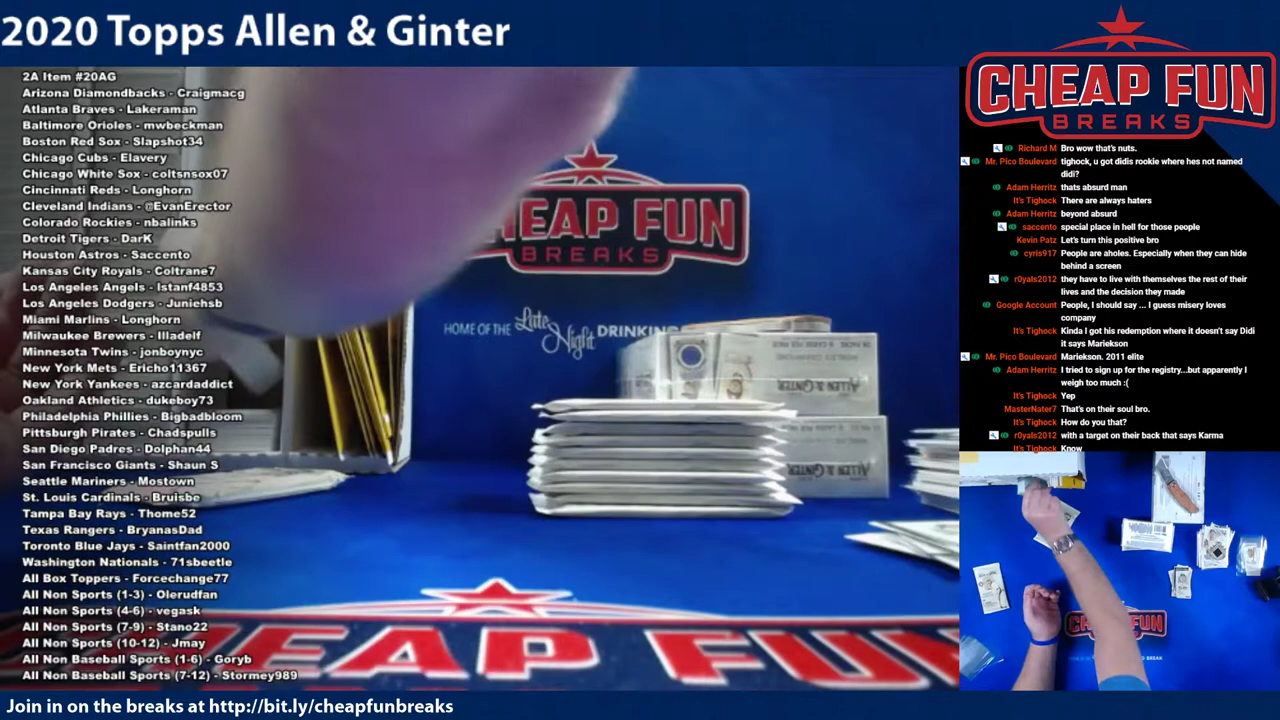 2020 Topps Allen & Ginter
2A Item #20AG
Arizona Diamondbacks - Craigmacg
Atlanta Braves - Lakeraman
Baltimore Orioles - mwbeckman
Boston Red Sox - Slapshot34
Chicago Cubs - Elavery
Chicago White Sox - coltsnsox07
Cincinnati Reds - Longhorn
Cleveland Indians - @EvanErector
Colorado Rockies - nbalinks
Detroit Tigers - DarK
Houston Astros - Saccento
Kansas City Royals - Coltrane7
Los Angeles Angels - Istanf4853
Los Angeles Dodgers - Juniehsb
Miami Marlins - Longhorn
Milwaukee Brewers - Illadelf
Minnesota Twins - jonboynyc
New York Mets - Ericho11367
New York Yankees - azcardaddict
Oakland Athletics - dukeboy73
Philadelphia Phillies - Bigbadbloom
Pittsburgh Pirates - Chadspulls
San Diego Padres - Dolphan44
San Francisco Giants - Shaun S
Seattle Mariners - Mostown
St. Louis Cardinals - Bruisbe
Tampa Bay Rays - Thome52
Texas Rangers - BryanasDad
Toronto Blue Jays - Saintfan2000
Washington Nationals - 71sbeetle
All Box Toppers - Forcechange77
All Non Sports (1-3) - Olerudfan
All Non Sports (4-6) - vegask
All Non Sports (7-9) - Stano22
All Non Sports (10-12) - Jmay
All Non Baseball Sports (1-6) - Goryb
All Non Baseball Sports (7-12) - Stormey989
HEAP FUN
BREAKS
HOME OF THE Late Night DRINKING
ALLEN & GINTER
ALLEN & GINTER
HEAP FUN
CHEAP FUN
BREAKS
Richard M Bro wow that's nuts.
Mr. Pico Boulevard tighock, u got didis rookie where hes not named
didi?
Adam Herritz thats absurd man
It's Tighock There are always haters
Adam Herritz beyond absurd
saccento special place in hell for those people
Kevin Patz Let's turn this positive bro
cyris917 People are aholes. Especially when they can hide
behind a screen
r0yals2012 they have to live with themselves the rest of their
lives and the decision they made
Google Account People, I should say ... I guess misery loves
company
It's Tighock Kinda I got his redemption where it doesn't say Didi
it says Mariekson
Mr. Pico Boulevard Mariekson. 2011 elite
Adam Herritz I tried to sign up for the registry...but apparently I
weigh too much :(
It's Tighock Yep
MasterNater7 That's on their soul bro.
It's Tighock How do you that?
r0yals2012 with a target on their back that says Karma
It's Tighock Know
CHEAP FUN
Join in on the breaks at http://bit.ly/cheapfunbreaks